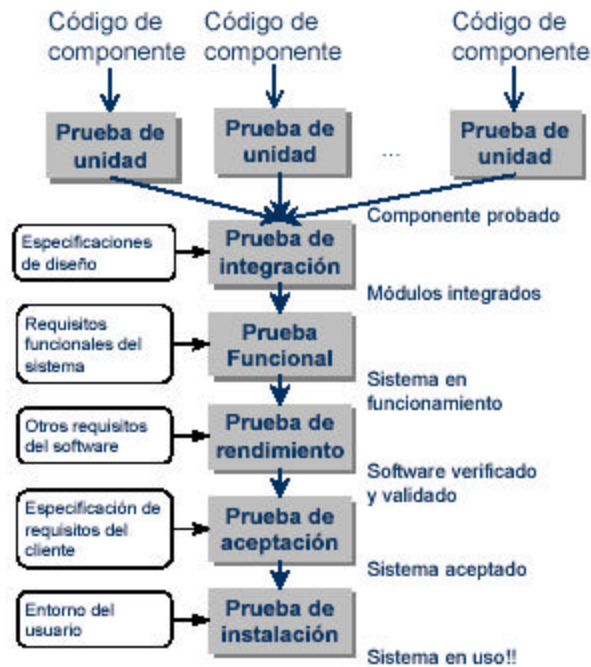 Código de
componente
Código de
componente
Código de
componente
Prueba de
unidad
Prueba de
unidad
...
Prueba de
unidad
Componente probado
Especificaciones
de diseño
Prueba de
integración
Módulos integrados
Requisitos
funcionales del
sistema
Prueba
Funcional
Sistema en
funcionamiento
Otros requisitos
del software
Prueba de
rendimiento
Software verificado
y validado
Especificación de
requisitos del
cliente
Prueba de
aceptación
Sistema aceptado
Entorno del
usuario
Prueba de
instalación
Sistema en uso!!